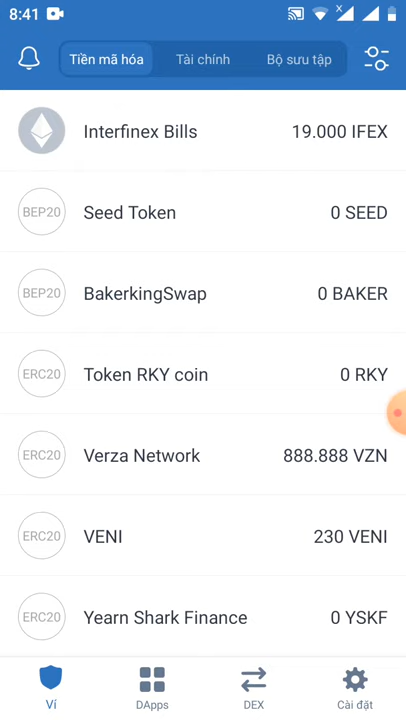 8:41
Tiền mã hóa Tài chính Bộ sưu tập
Interfinex Bills 19.000 IFEX
BEP20 Seed Token 0 SEED
BEP20 BakerkingSwap 0 BAKER
ERC20 Token RKY coin 0 RKY
ERC20 Verza Network 888.888 VZN
ERC20 VENI 230 VENI
ERC20 Yearn Shark Finance 0 YSKF
Ví DApps DEX Cài đặt